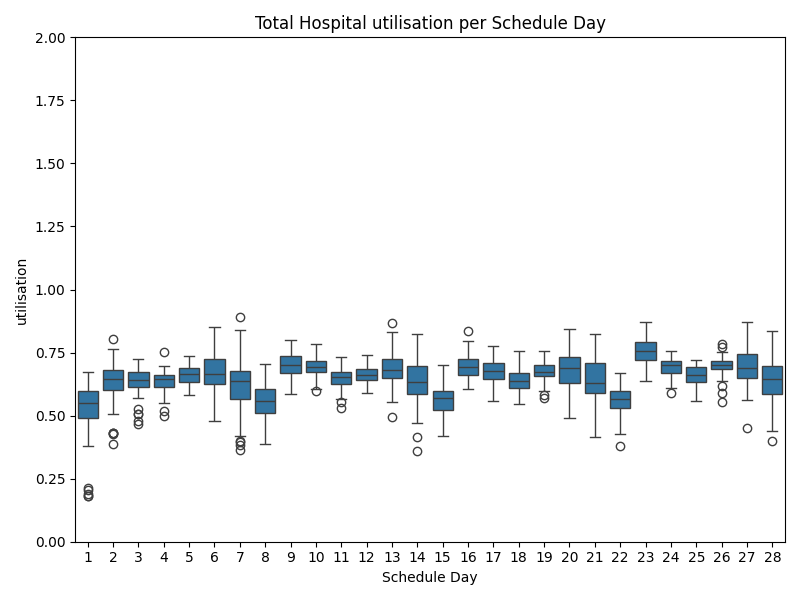 Total Hospital utilisation per Schedule Day
2.00
1.75
1.50
1.25
1.00
0.75
0.50
0.25
0.00
utilisation
1 2 3 4 5 6 7 8 9 10 11 12 13 14 15 16 17 18 19 20 21 22 23 24 25 26 27 28
Schedule Day